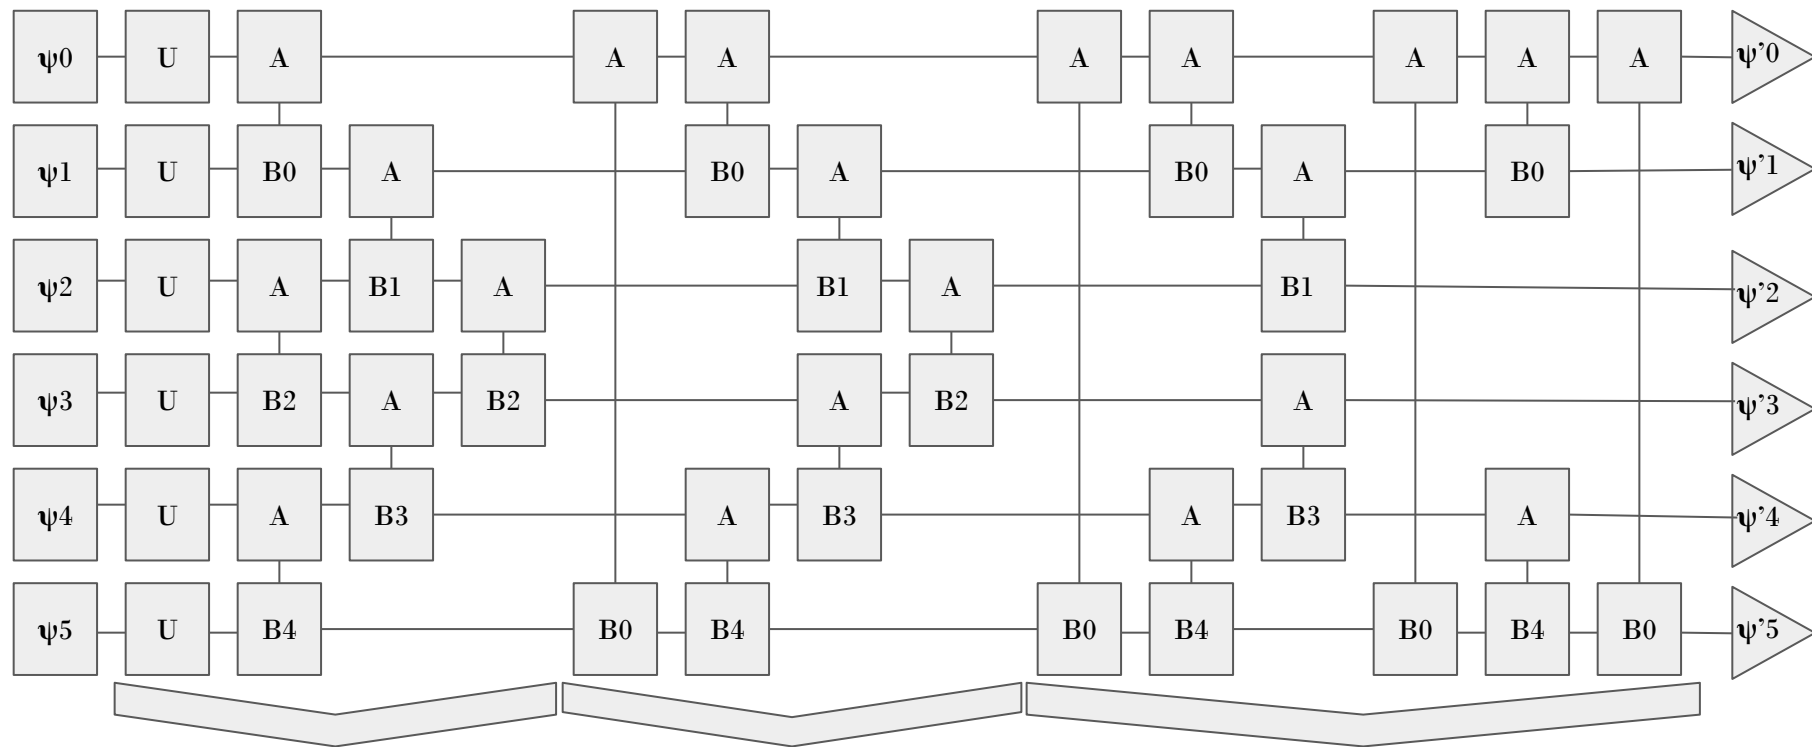 ψ0 U A A A A A A A A ψ'0
ψ1 U B0 A B0 A B0 A B0 ψ'1
ψ2 U A B1 A B1 A B1 ψ'2
ψ3 U B2 A B2 A B2 A ψ'3
ψ4 U A B3 A B3 A B3 A ψ'4
ψ5 U B4 B0 B4 B0 B4 B0 B4 B0 ψ'5